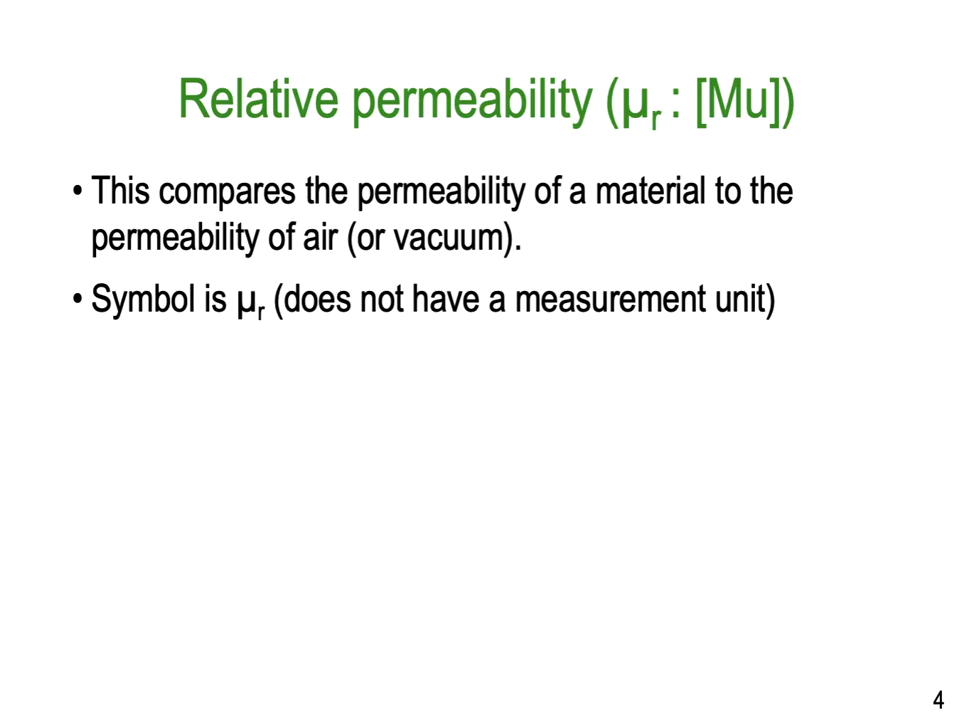 Relative permeability (µr : [Mu])
• This compares the permeability of a material to the
permeability of air (or vacuum).
• Symbol is µr (does not have a measurement unit)
4